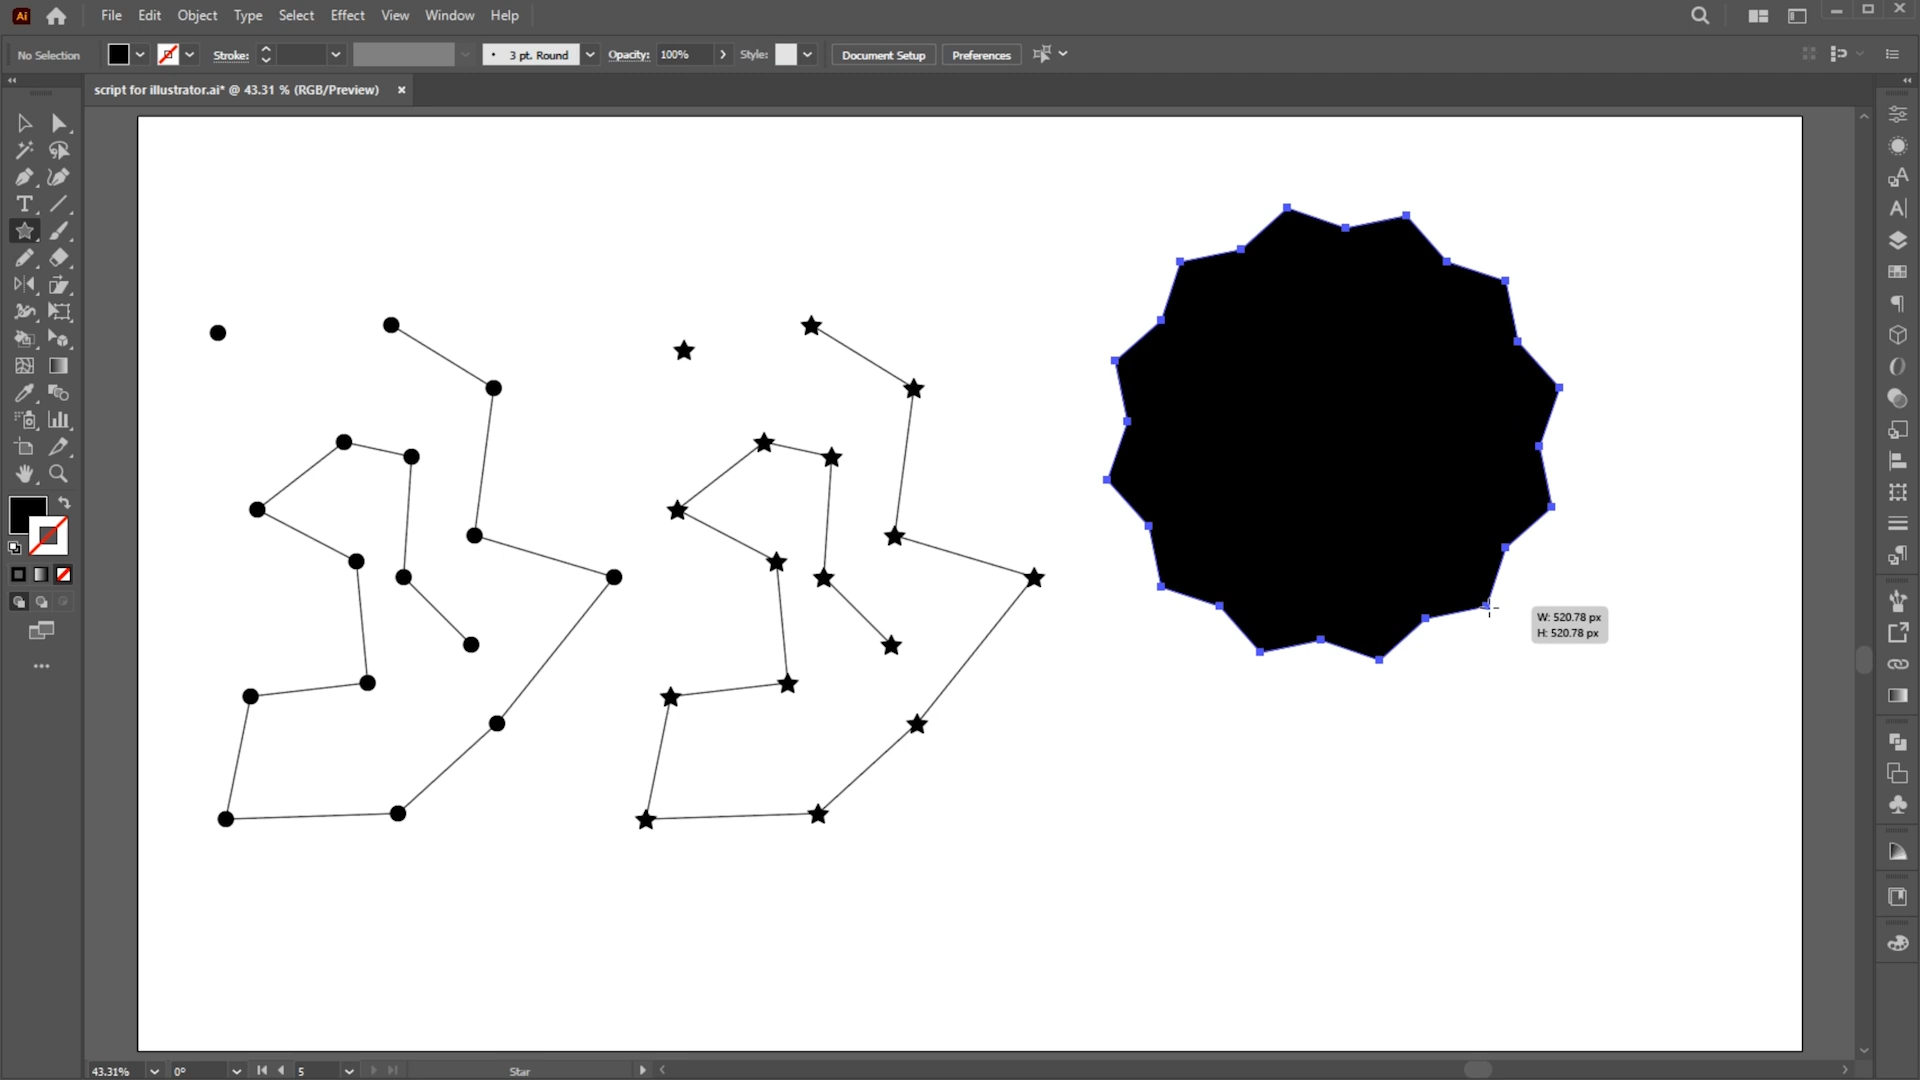 Ai File Edit Object Type Select Effect View Window Help
No Selection Stroke: 3 pt. Round Opacity: 100% Style: Document Setup Preferences
script for illustrator.ai* @ 43.31 % (RGB/Preview)
W: 520.78 px
H: 520.78 px
43.31% 0° 5 Star